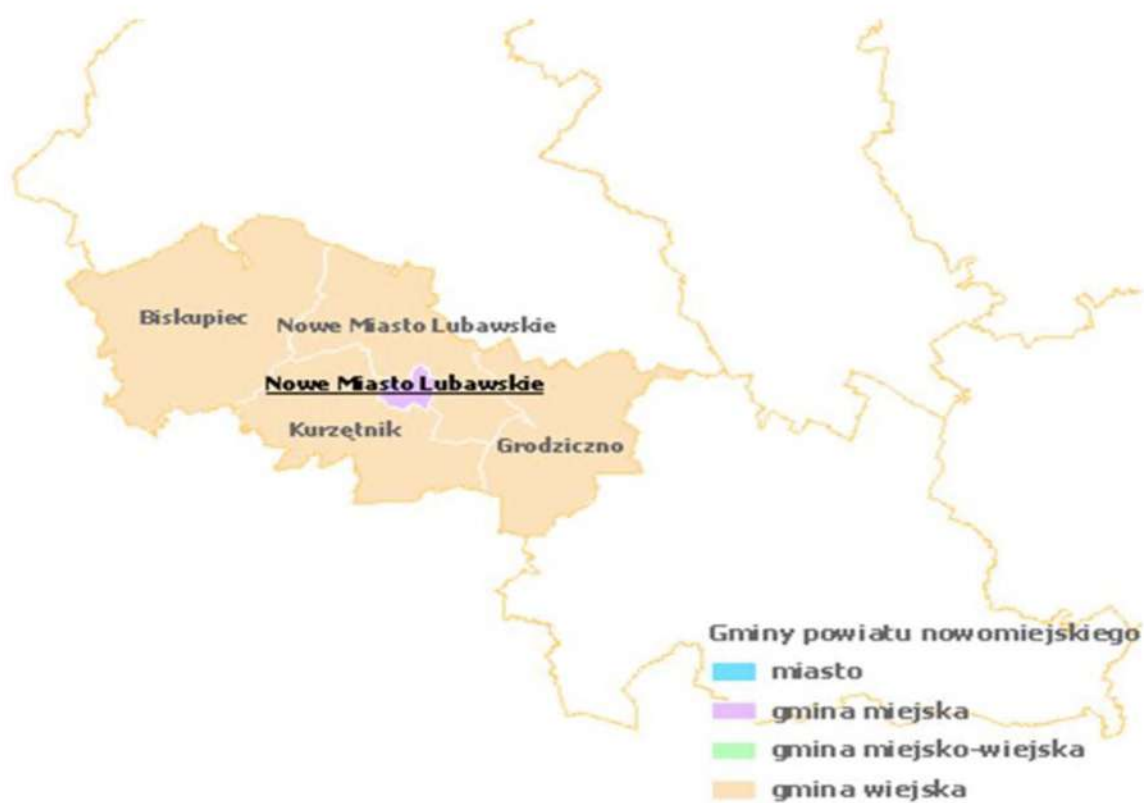 Biskupiec
Nowe Miasto Lubawskie
Nowe Miasto Lubawskie
Kurzętnik
Grodziczno
Gminy powiatu nowomiejskiego
miasto
gmina miejska
gmina miejsko-wiejska
gmina wiejska